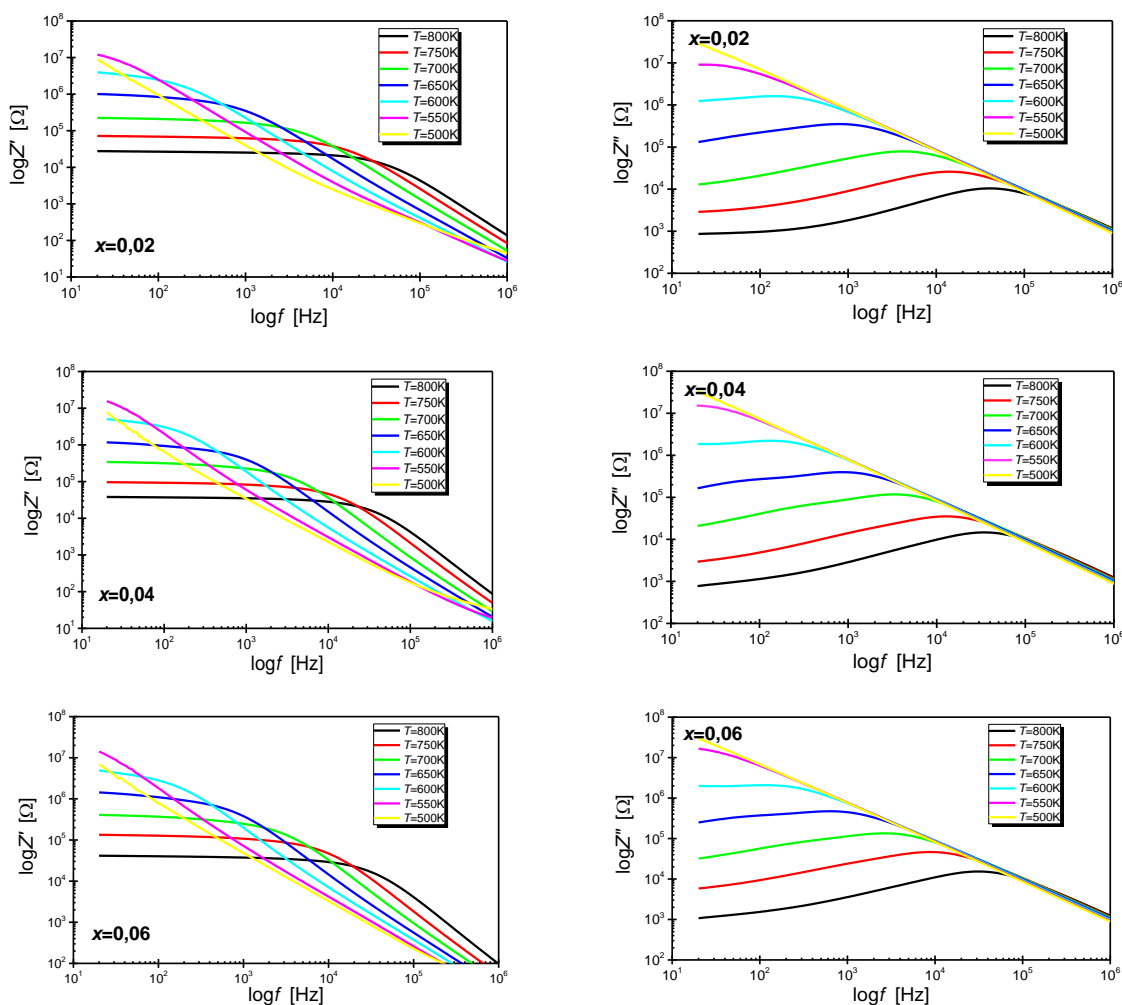 10⁸
10⁷
10⁶
10⁵
10⁴
10³
10²
10¹
logZ' [Ω]
T=800K
T=750K
T=700K
T=650K
T=600K
T=550K
T=500K
x=0,02
10¹ 10² 10³ 10⁴ 10⁵ 10⁶
logf [Hz]
10⁸
10⁷
10⁶
10⁵
10⁴
10³
10²
logZ'' [Ω]
x=0,02
T=800K
T=750K
T=700K
T=650K
T=600K
T=550K
T=500K
10¹ 10² 10³ 10⁴ 10⁵ 10⁶
logf [Hz]
10⁸
10⁷
10⁶
10⁵
10⁴
10³
10²
10¹
logZ' [Ω]
T=800K
T=750K
T=700K
T=650K
T=600K
T=550K
T=500K
x=0,04
10¹ 10² 10³ 10⁴ 10⁵ 10⁶
logf [Hz]
10⁸
10⁷
10⁶
10⁵
10⁴
10³
10²
logZ'' [Ω]
x=0,04
T=800K
T=750K
T=700K
T=650K
T=600K
T=550K
T=500K
10¹ 10² 10³ 10⁴ 10⁵ 10⁶
logf [Hz]
10⁸
10⁷
10⁶
10⁵
10⁴
10³
10²
logZ' [Ω]
T=800K
T=750K
T=700K
T=650K
T=600K
T=550K
T=500K
x=0,06
10¹ 10² 10³ 10⁴ 10⁵ 10⁶
logf [Hz]
10⁸
10⁷
10⁶
10⁵
10⁴
10³
10²
logZ'' [Ω]
x=0,06
T=800K
T=750K
T=700K
T=650K
T=600K
T=550K
T=500K
10¹ 10² 10³ 10⁴ 10⁵ 10⁶
logf [Hz]